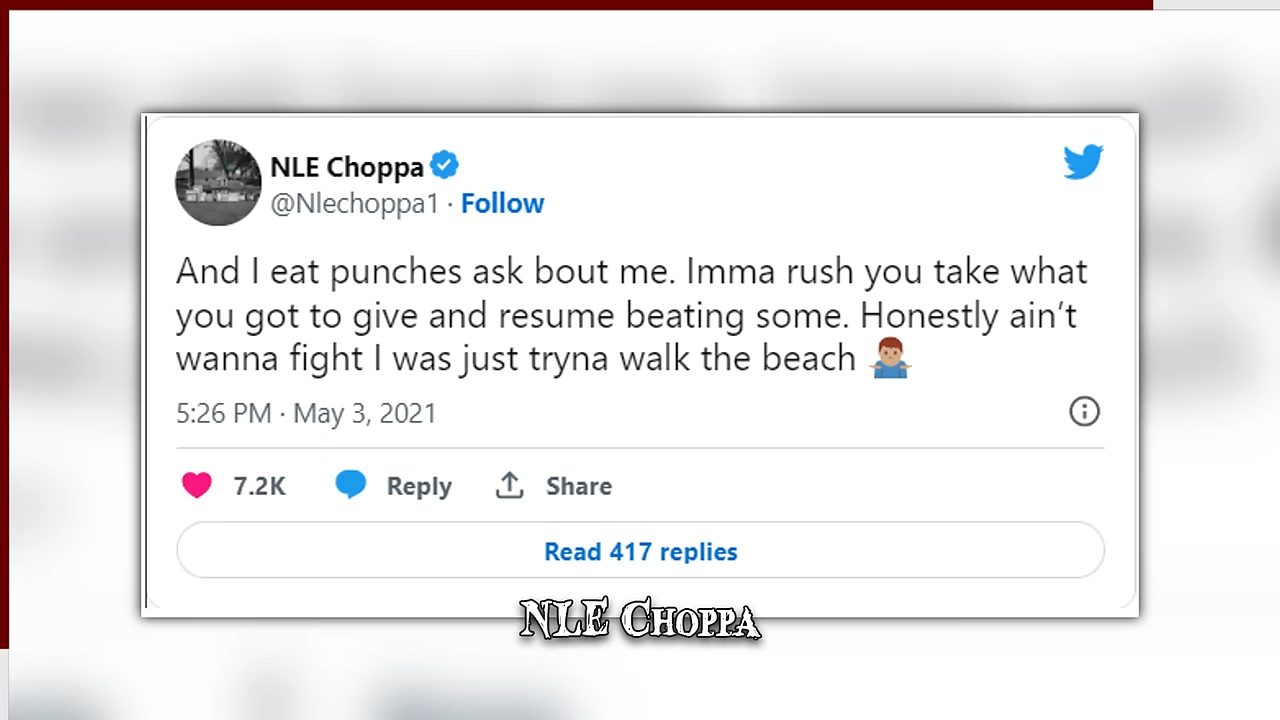 NLE Choppa
@Nlechoppa1 · Follow
And I eat punches ask bout me. Imma rush you take what
you got to give and resume beating some. Honestly ain’t
wanna fight I was just tryna walk the beach 🤷🏽‍♂️
5:26 PM · May 3, 2021
7.2K Reply Share
Read 417 replies
NLE Choppa